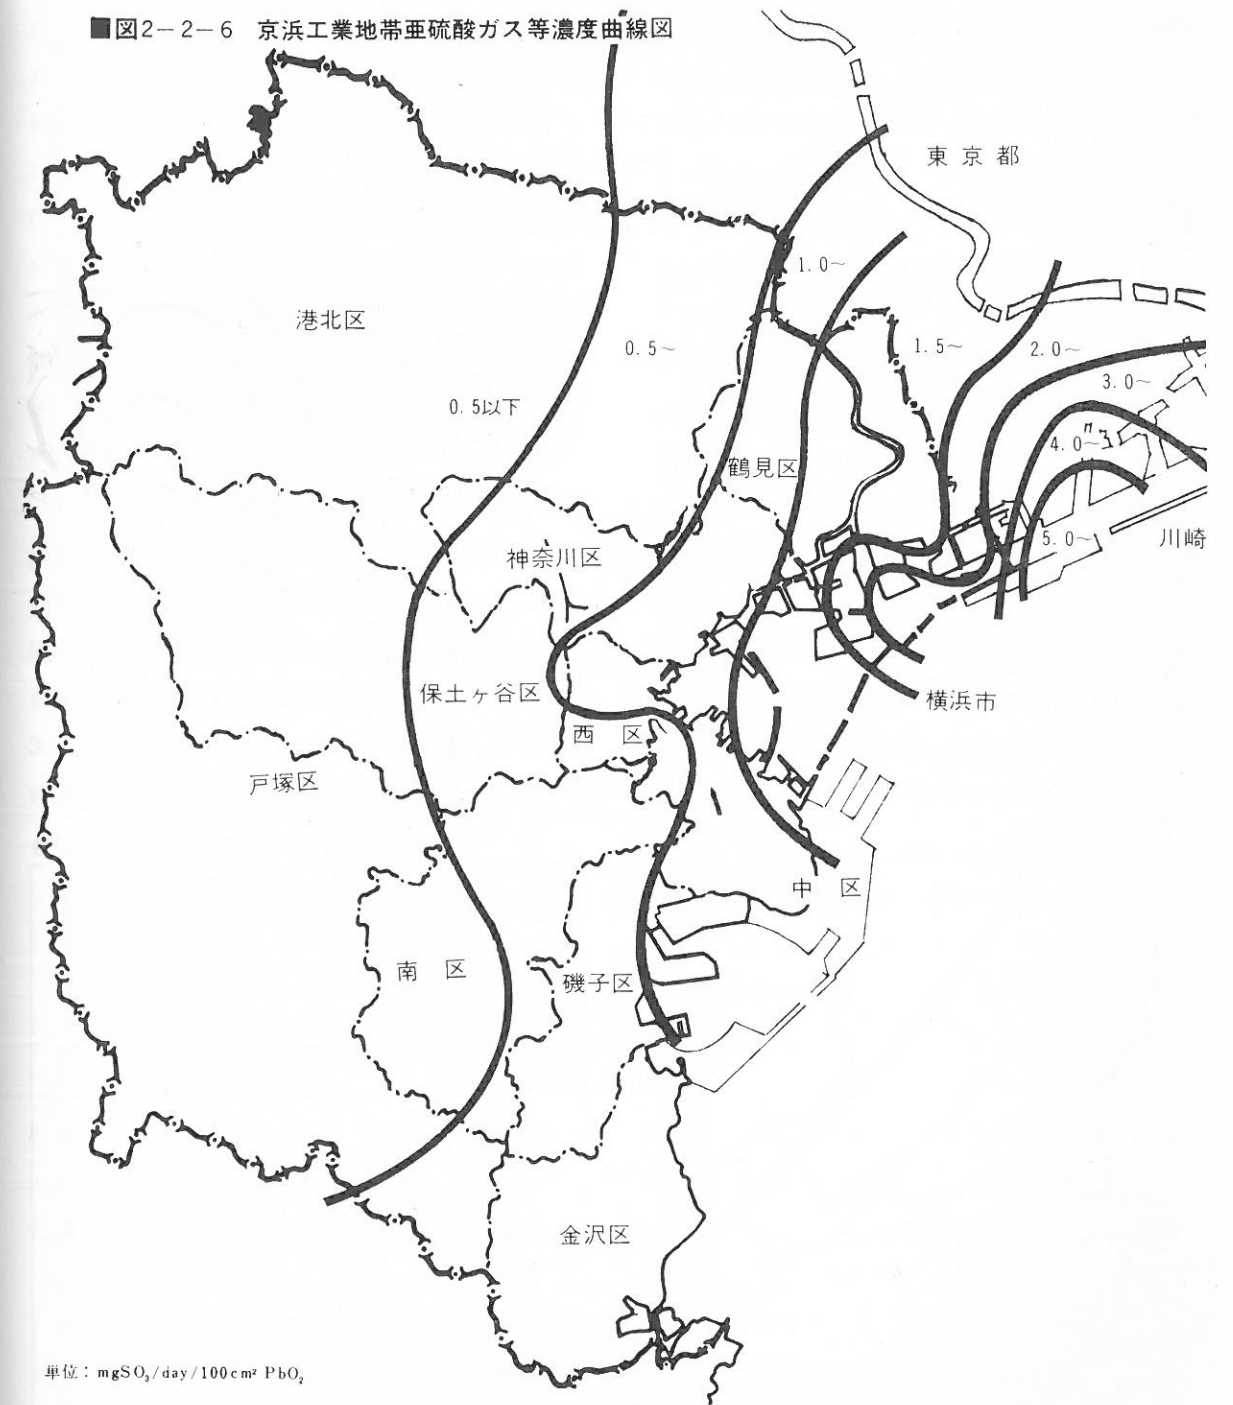 ■図2-2-6 京浜工業地帯亜硫酸ガス等濃度曲線図
東京都
1.0~
港北区
0.5~
1.5~
2.0~
3.0~
0.5以下
4.0~
鶴見区
神奈川区
5.0~
川崎
保土ヶ谷区
横浜市
西区
戸塚区
中区
南区
磯子区
金沢区
単位:mgSO₃/day/100cm² PbO₂